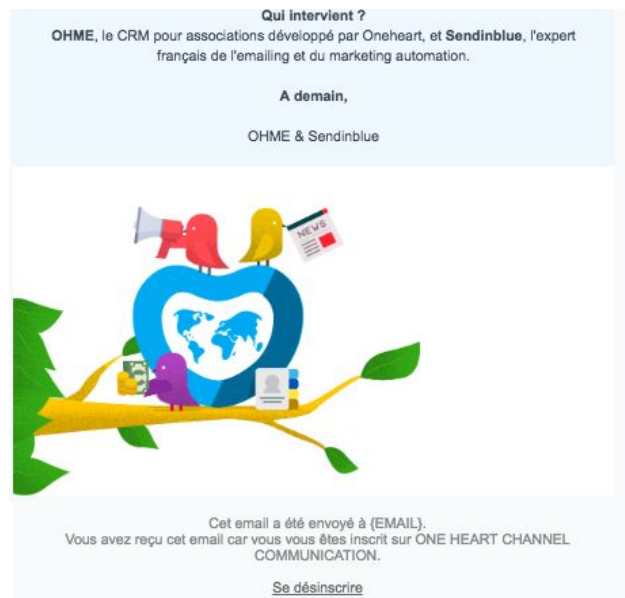 Qui intervient ?
OHME, le CRM pour associations développé par Oneheart, et Sendinblue, l'expert
français de l'emailing et du marketing automation.
A demain,
OHME & Sendinblue
NEWS
Cet email a été envoyé à {EMAIL}.
Vous avez reçu cet email car vous vous êtes inscrit sur ONE HEART CHANNEL
COMMUNICATION.
Se désinscrire